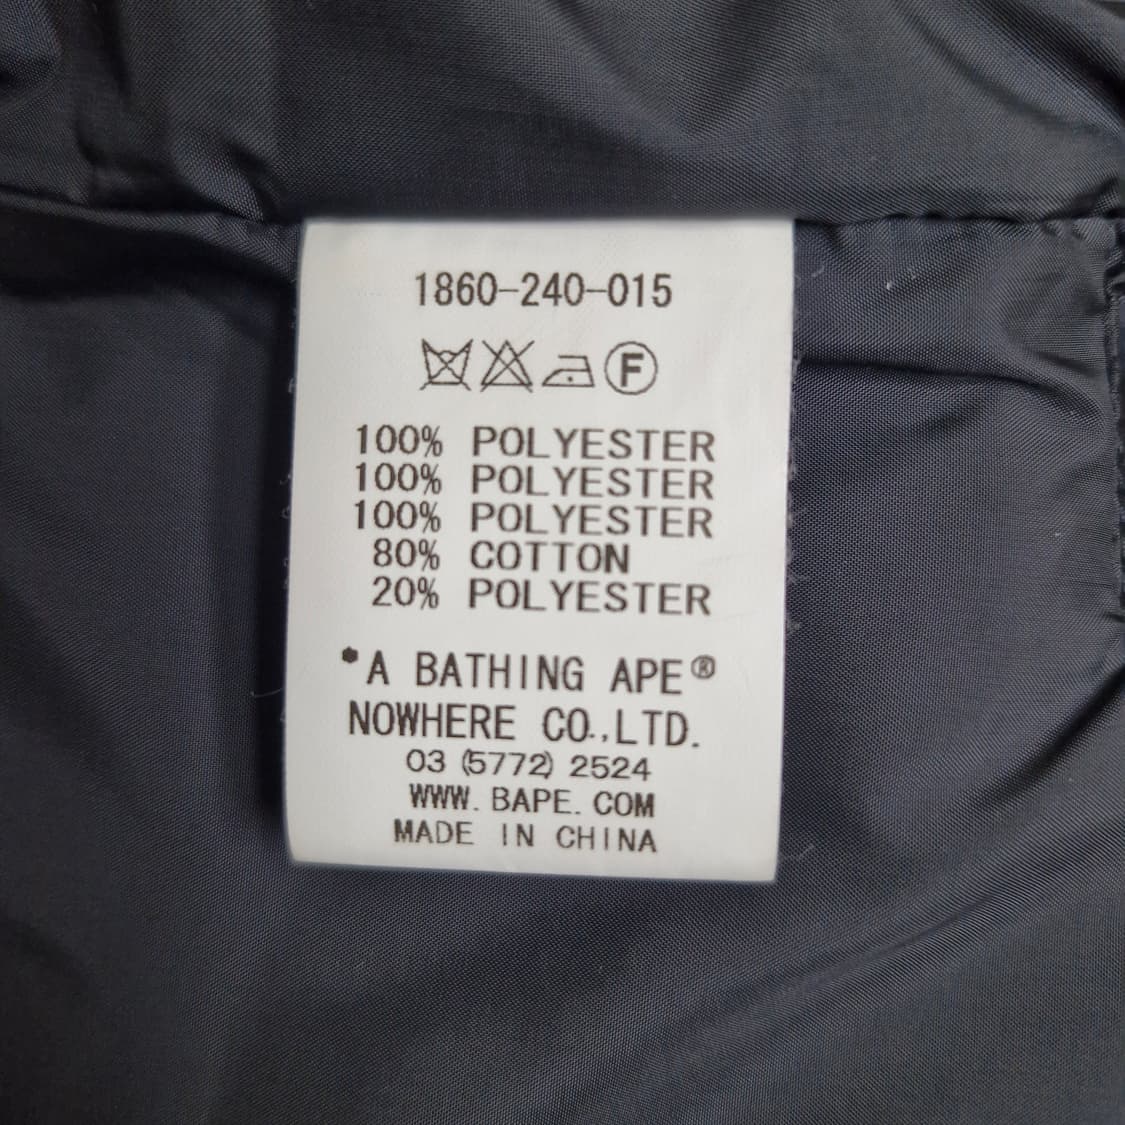 1860-240-015
F
100% POLYESTER
100% POLYESTER
100% POLYESTER
80% COTTON
20% POLYESTER
*A BATHING APE®
NOWHERE CO.,LTD.
03 (5772) 2524
WWW. BAPE. COM
MADE IN CHINA